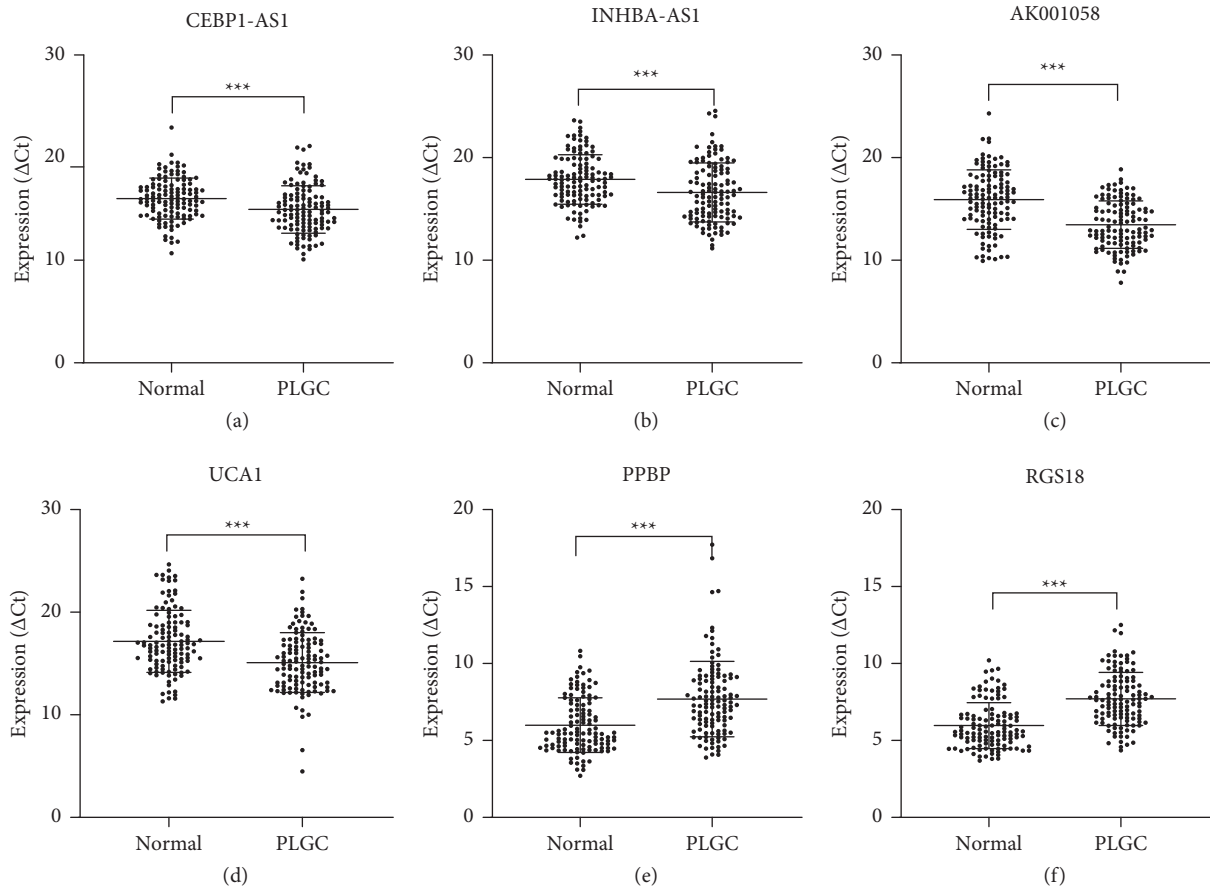 CEBP1-AS1
Expression (ΔCt)
30
20
10
0
***
Normal PLGC
(a)
INHBA-AS1
Expression (ΔCt)
30
20
10
0
***
Normal PLGC
(b)
AK001058
Expression (ΔCt)
30
20
10
0
***
Normal PLGC
(c)
UCA1
Expression (ΔCt)
30
20
10
0
***
Normal PLGC
(d)
PPBP
Expression (ΔCt)
20
15
10
5
0
***
Normal PLGC
(e)
RGS18
Expression (ΔCt)
20
15
10
5
0
***
Normal PLGC
(f)